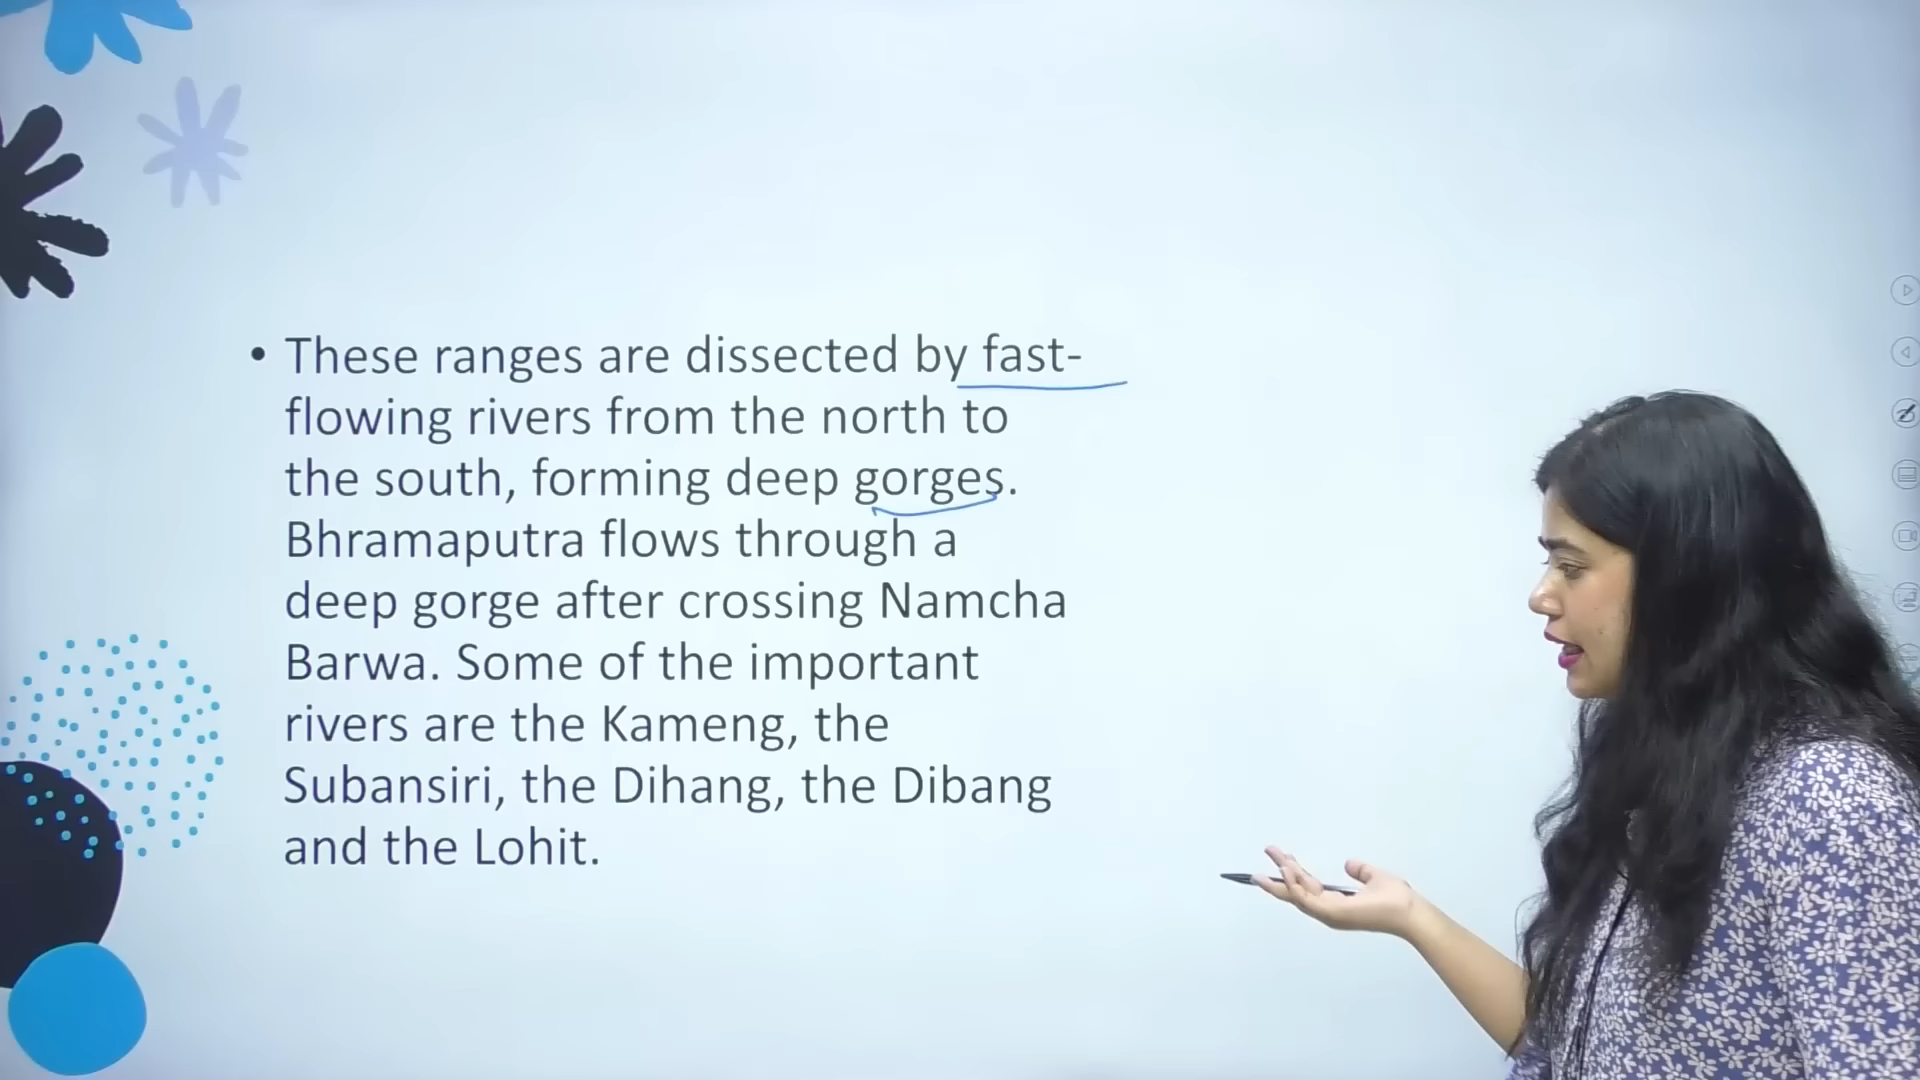 • These ranges are dissected by fast-
flowing rivers from the north to
the south, forming deep gorges.
Bhramaputra flows through a
deep gorge after crossing Namcha
Barwa. Some of the important
rivers are the Kameng, the
Subansiri, the Dihang, the Dibang
and the Lohit.